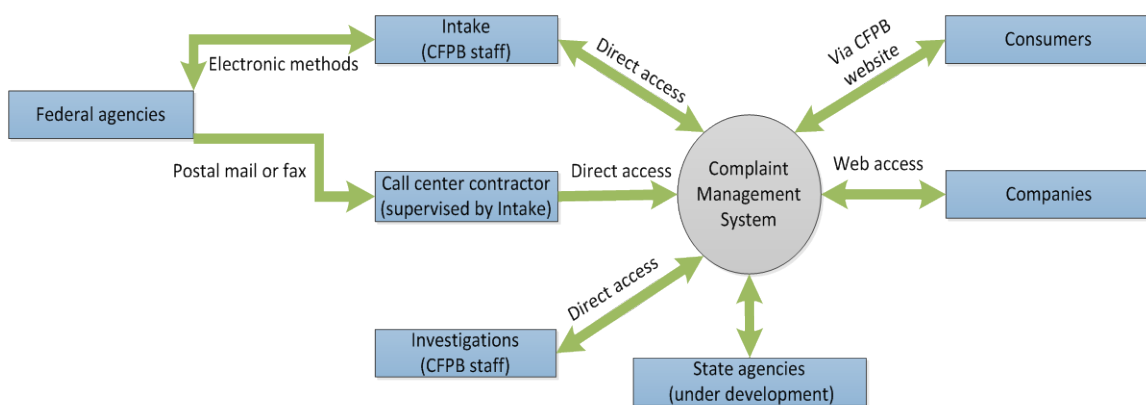 Intake
(CFPB staff)
Consumers
Electronic methods
Direct access
Via CFPB
website
Federal agencies
Postal mail or fax
Call center contractor
(supervised by Intake)
Direct access
Complaint
Management
System
Web access
Companies
Direct access
Investigations
(CFPB staff)
State agencies
(under development)